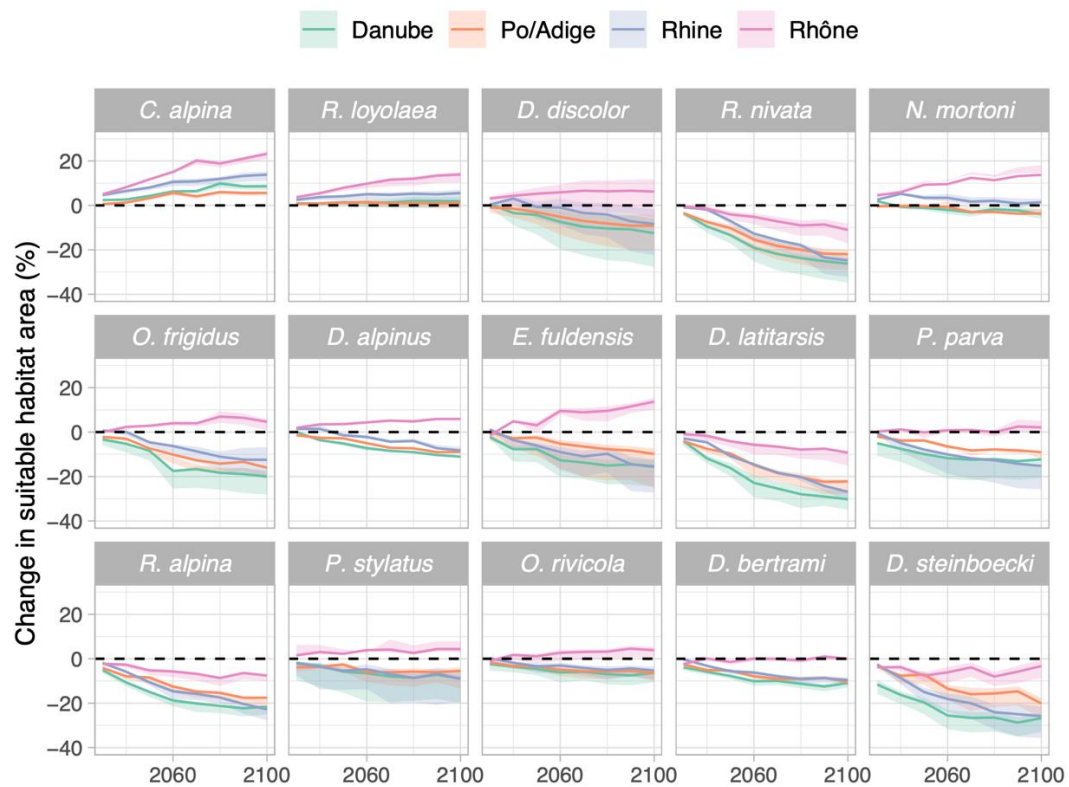 Danube Po/Adige Rhine Rhône
C. alpina R. loyolaea D. discolor R. nivata N. mortoni
20
0
−20
−40
O. frigidus D. alpinus E. fuldensis D. latitarsis P. parva
20
0
−20
−40
R. alpina P. stylatus O. rivicola D. bertrami D. steinboecki
20
0
−20
−40
2060 2100 2060 2100 2060 2100 2060 2100 2060 2100
Change in suitable habitat area (%)